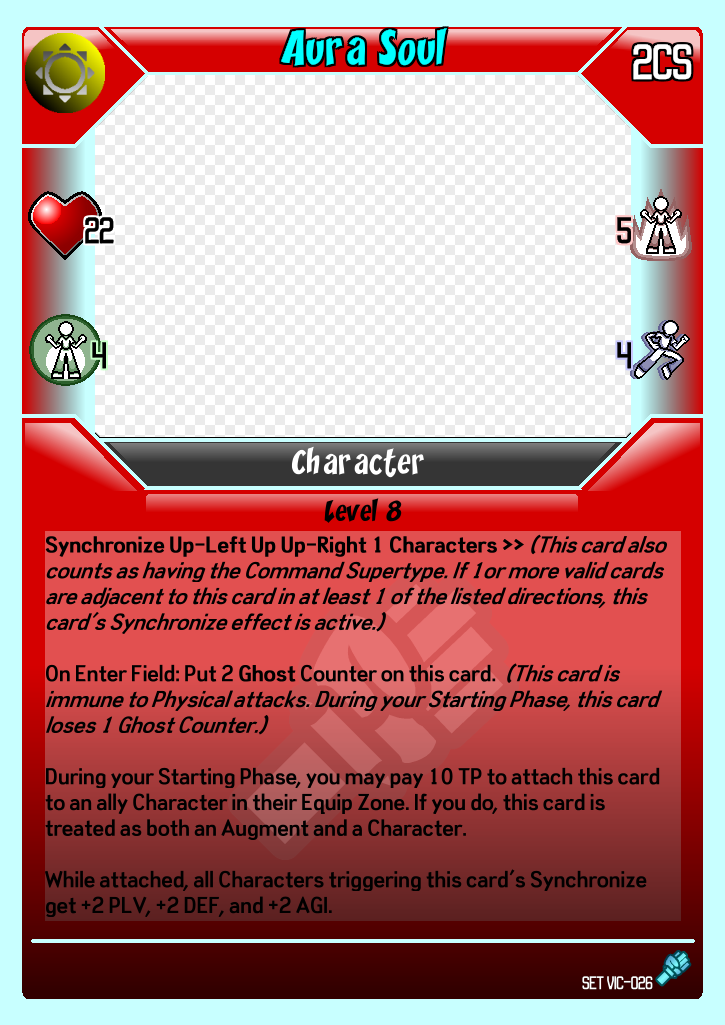 Aura Soul
2CS
22
5
4
4
Character
Level 8
Synchronize Up-Left Up Up-Right 1 Characters >> (This card also
counts as having the Command Supertype. If 1 or more valid cards
are adjacent to this card in at least 1 of the listed directions, this
card's Synchronize effect is active.)
On Enter Field: Put 2 Ghost Counter on this card. (This card is
immune to Physical attacks. During your Starting Phase, this card
loses 1 Ghost Counter.)
During your Starting Phase, you may pay 10 TP to attach this card
to an ally Character in their Equip Zone. If you do, this card is
treated as both an Augment and a Character.
While attached, all Characters triggering this card's Synchronize
get +2 PLV, +2 DEF, and +2 AGI.
SET VIC-026